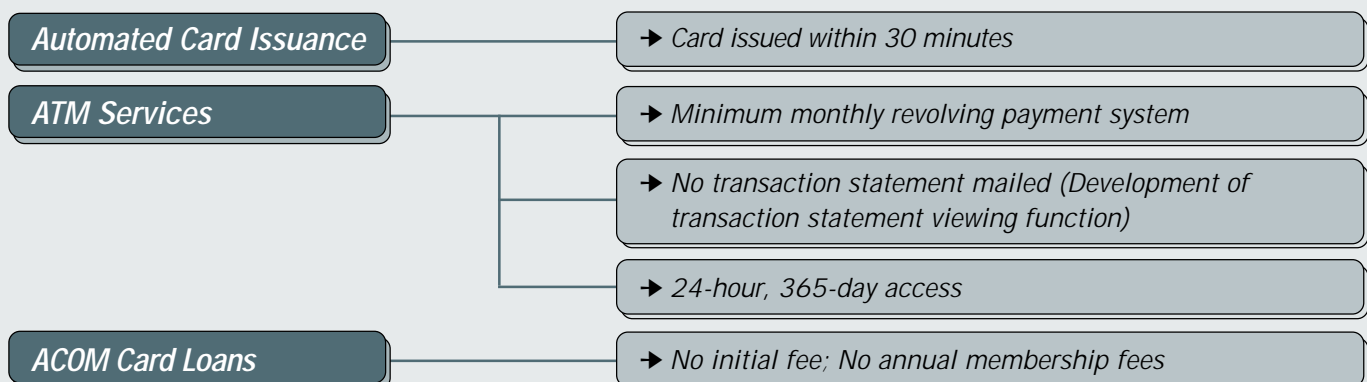 Automated Card Issuance
➔ Card issued within 30 minutes
ATM Services
➔ Minimum monthly revolving payment system
➔ No transaction statement mailed (Development of
transaction statement viewing function)
➔ 24-hour, 365-day access
ACOM Card Loans
➔ No initial fee; No annual membership fees